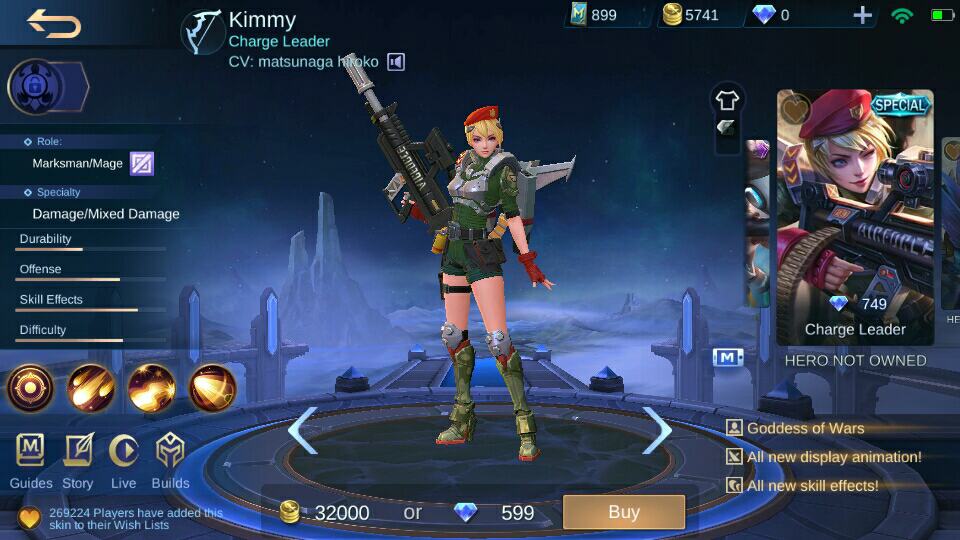 Kimmy
Charge Leader
CV: matsunaga hiroko
899
5741
0
Role:
Marksman/Mage
Specialty
Damage/Mixed Damage
Durability
Offense
Skill Effects
Difficulty
Guides
Story
Live
Builds
269224 Players have added this
skin to their Wish Lists
32000
or
599
Buy
SPECIAL
AIRFORCE
749
Charge Leader
HERO NOT OWNED
HE
M
Goddess of Wars
All new display animation!
All new skill effects!